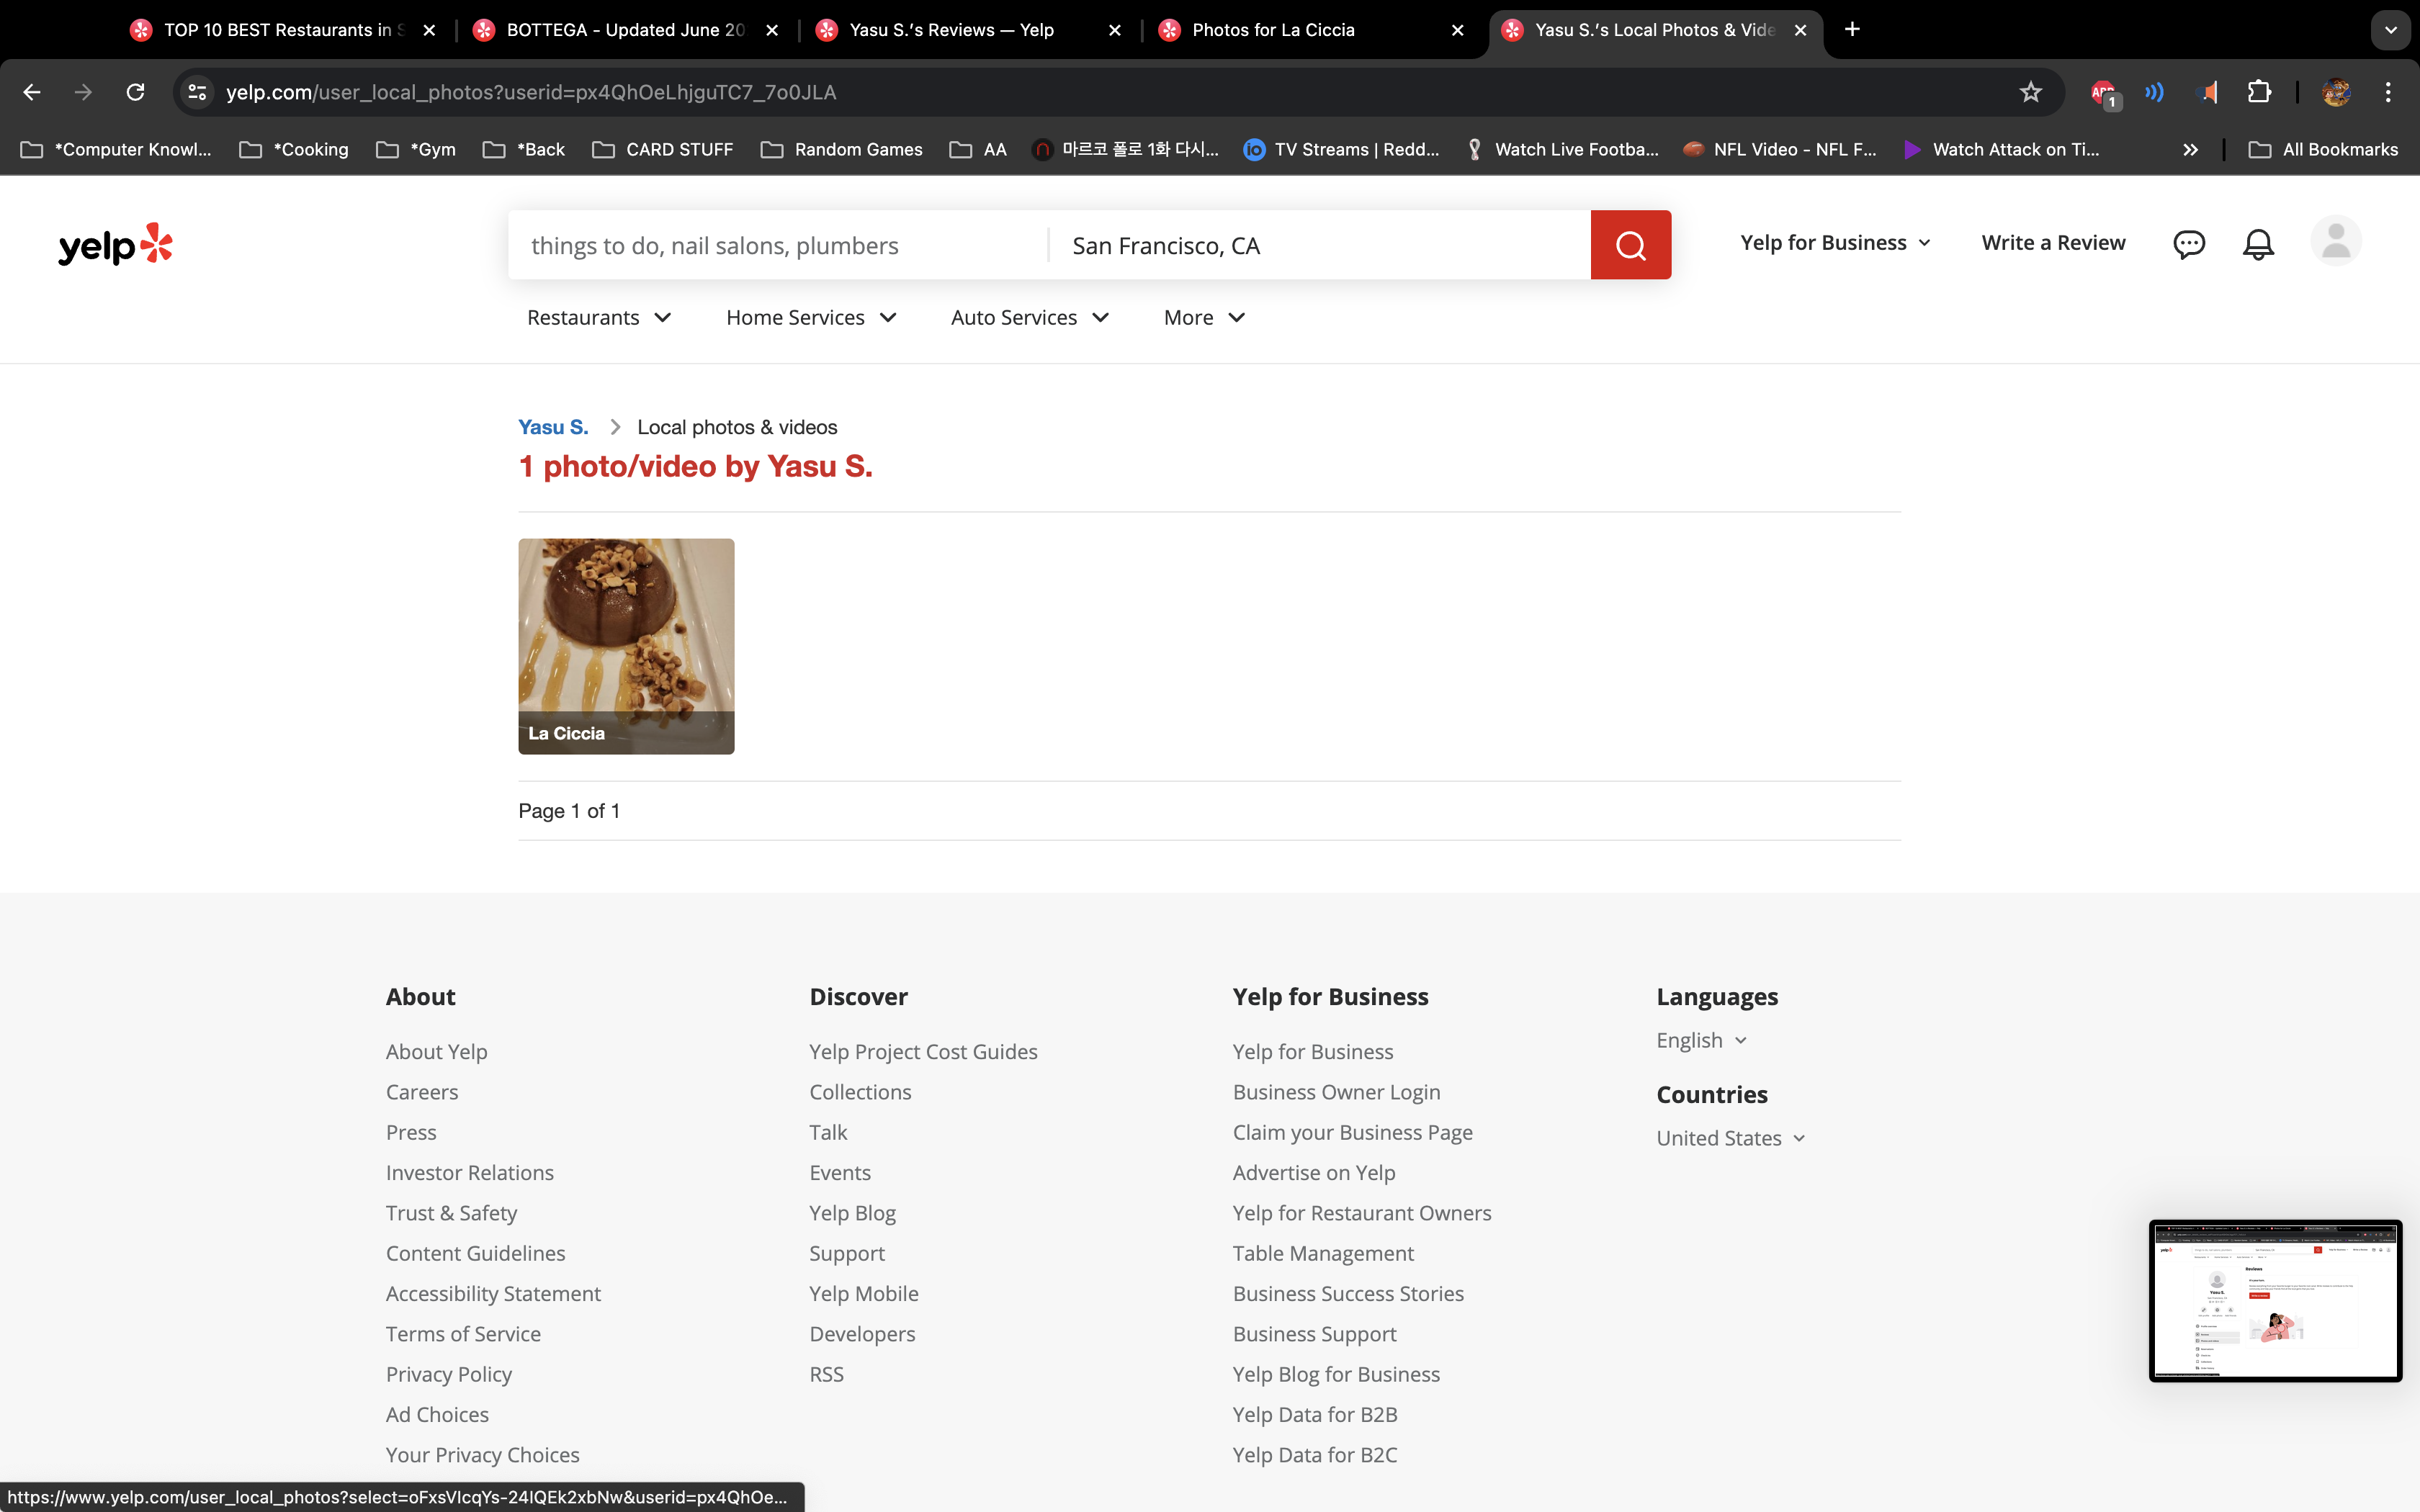 TOP 10 BEST Restaurants in S
BOTTEGA - Updated June 20
Yasu S.'s Reviews — Yelp
Photos for La Ciccia
Yasu S.'s Local Photos & Vide
yelp.com/user_local_photos?userid=px4QhOeLhjguTC7_7o0JLA
ABP
1
*Computer Knowl...
*Cooking
*Gym
*Back
CARD STUFF
Random Games
AA
마르코 폴로 1화 다시...
TV Streams | Redd...
Watch Live Footba...
NFL Video - NFL F...
Watch Attack on Ti...
All Bookmarks
yelp
things to do, nail salons, plumbers
San Francisco, CA
Yelp for Business
Write a Review
Restaurants
Home Services
Auto Services
More
Yasu S.
Local photos & videos
1 photo/video by Yasu S.
La Ciccia
Page 1 of 1
About
About Yelp
Careers
Press
Investor Relations
Trust & Safety
Content Guidelines
Accessibility Statement
Terms of Service
Privacy Policy
Ad Choices
Your Privacy Choices
Discover
Yelp Project Cost Guides
Collections
Talk
Events
Yelp Blog
Support
Yelp Mobile
Developers
RSS
Yelp for Business
Yelp for Business
Business Owner Login
Claim your Business Page
Advertise on Yelp
Yelp for Restaurant Owners
Table Management
Business Success Stories
Business Support
Yelp Blog for Business
Yelp Data for B2B
Yelp Data for B2C
Languages
English
Countries
United States
https://www.yelp.com/user_local_photos?select=oFxsVIcqYs-24IQEk2xbNw&userid=px4QhOe...